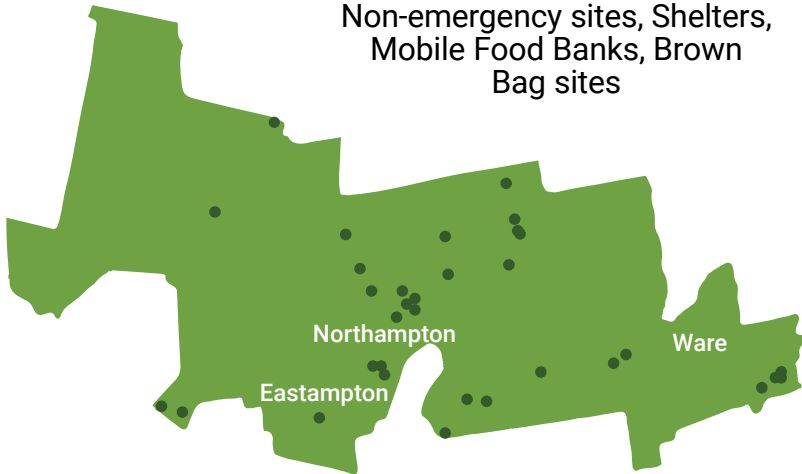 Non-emergency sites, Shelters,
Mobile Food Banks, Brown
Bag sites
Northampton
Ware
Eastampton